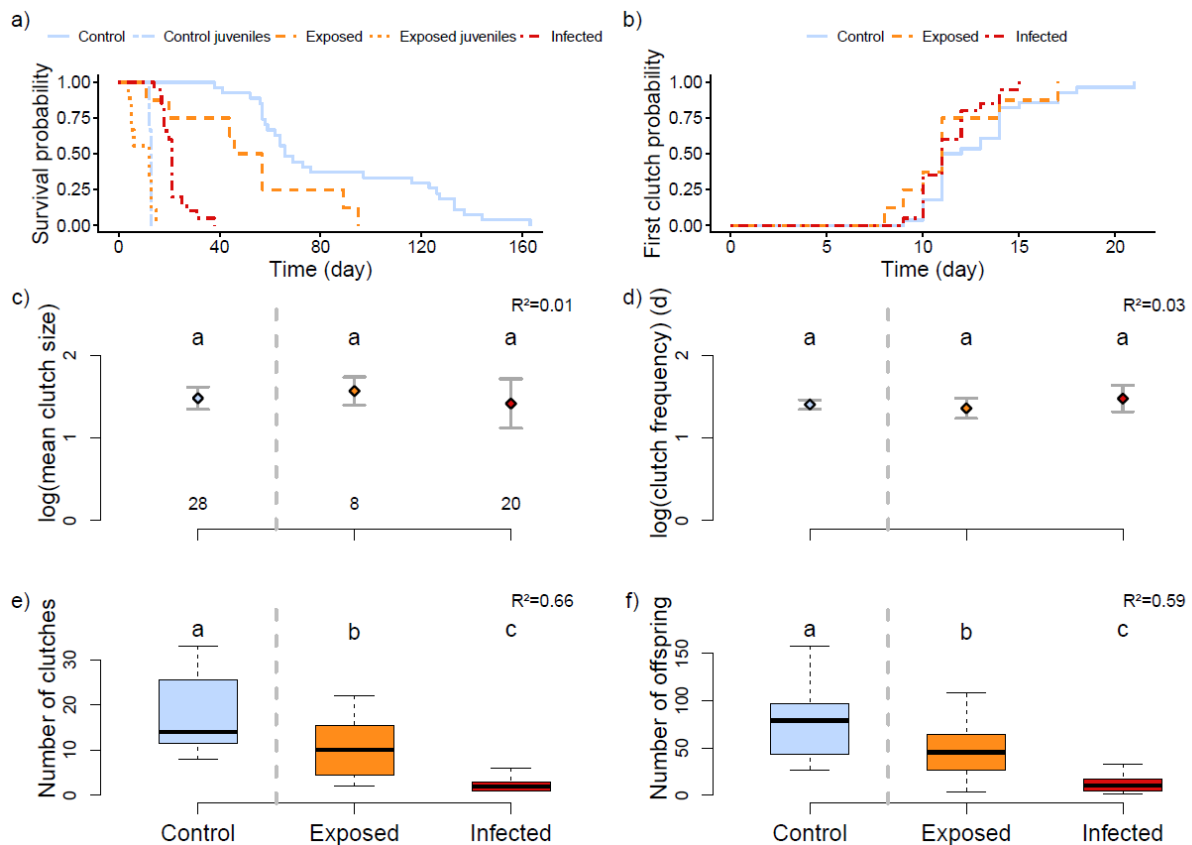 a)
Control Control juveniles Exposed Exposed juveniles Infected
Survival probability
1.00
0.75
0.50
0.25
0.00
0 40 80 120 160
Time (day)
b)
Control Exposed Infected
First clutch probability
1.00
0.75
0.50
0.25
0.00
0 5 10 15 20
Time (day)
c)
R²=0.01
log(mean clutch size)
2
1
0
a a a
28 8 20
d)
R²=0.03
log(clutch frequency) (d)
2
1
0
a a a
e)
R²=0.66
Number of clutches
30
20
10
0
a b c
Control Exposed Infected
f)
R²=0.59
Number of offspring
150
100
50
0
a b c
Control Exposed Infected